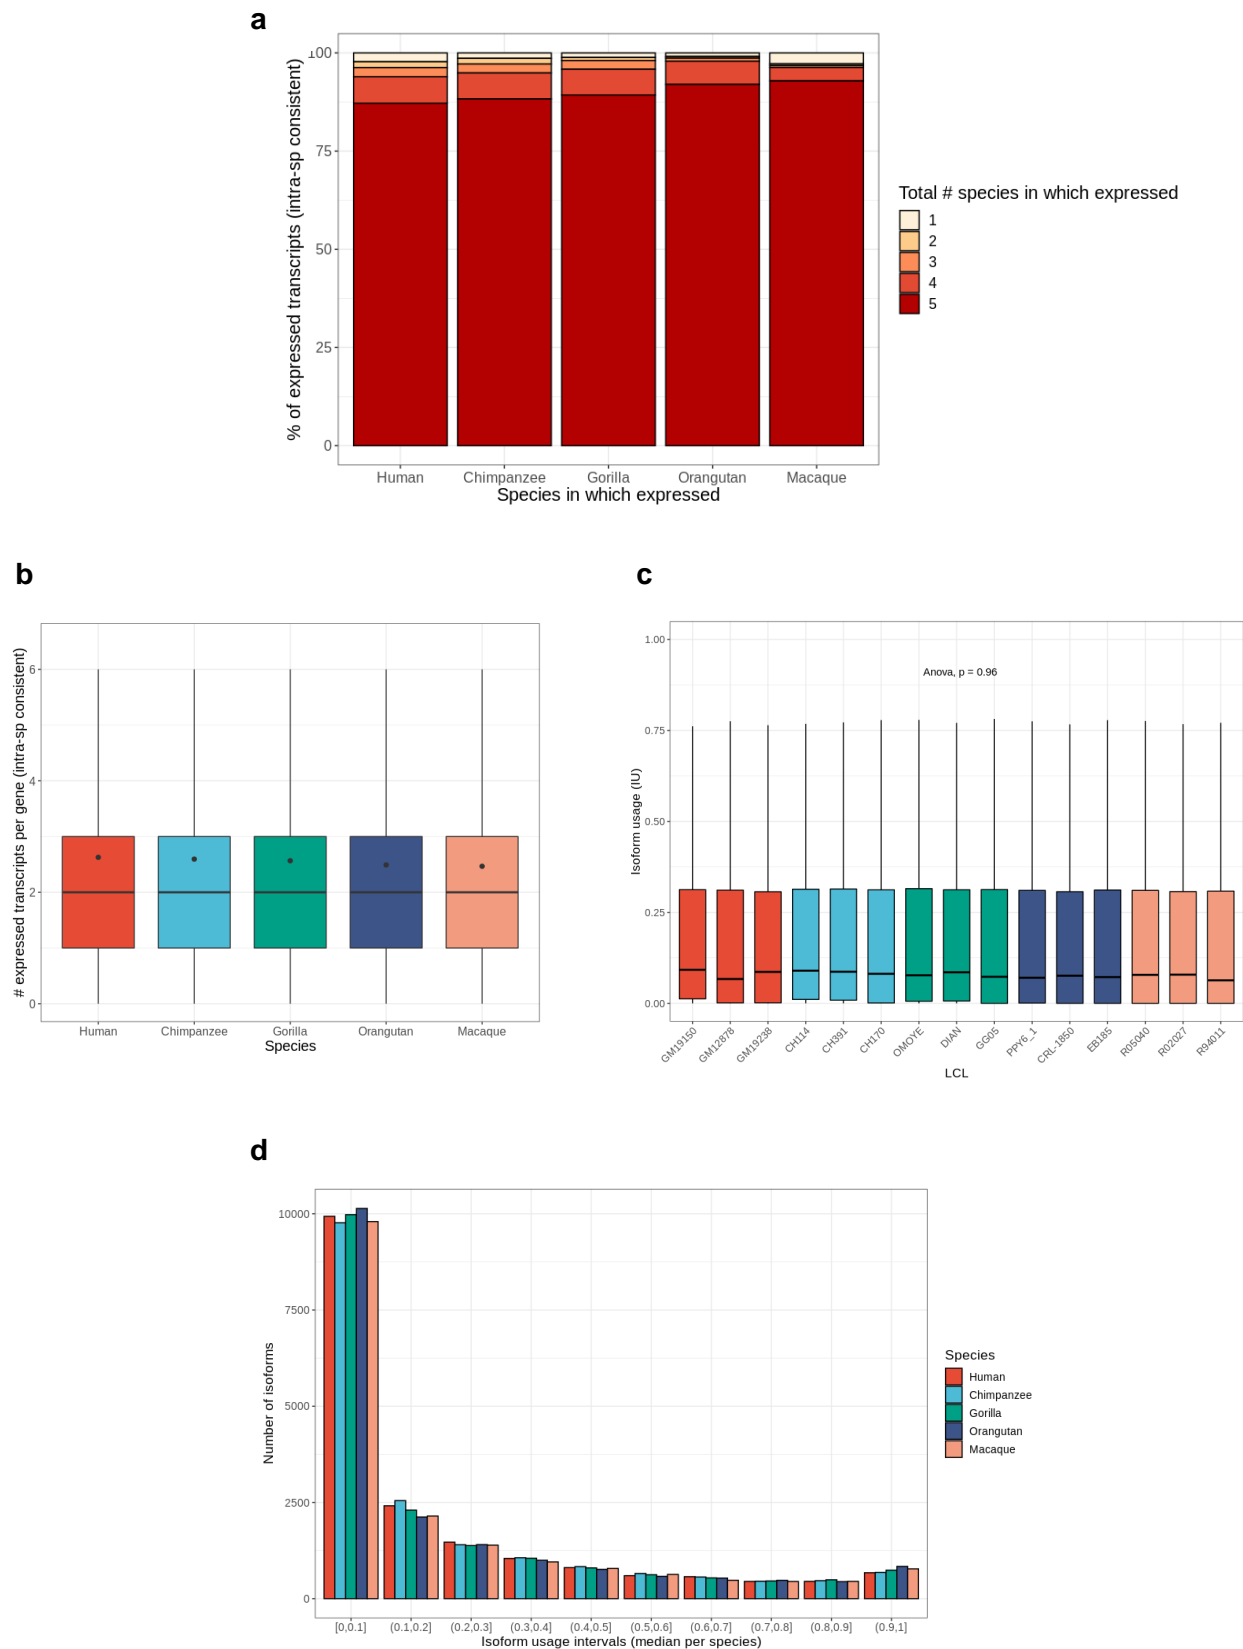 a
% of expressed transcripts (intra-sp consistent)
100
75
50
25
0
Human Chimpanzee Gorilla Orangutan Macaque
Species in which expressed
Total # species in which expressed
1
2
3
4
5
b
# expressed transcripts per gene (intra-sp consistent)
6
4
2
0
Human Chimpanzee Gorilla Orangutan Macaque
Species
c
Isoform usage (IU)
1.00
0.75
0.50
0.25
0.00
Anova, p = 0.96
GM19150 GM12878 GM19238 CH114 CH391 CH170 OMOYE DIAN GG05 PPY6_1 CRL-1850 EB185 R05040 R02027 R94011
LCL
d
Number of isoforms
10000
7500
5000
2500
0
[0,0.1] (0.1,0.2] (0.2,0.3] (0.3,0.4] (0.4,0.5] (0.5,0.6] (0.6,0.7] (0.7,0.8] (0.8,0.9] (0.9,1]
Isoform usage intervals (median per species)
Species
Human
Chimpanzee
Gorilla
Orangutan
Macaque